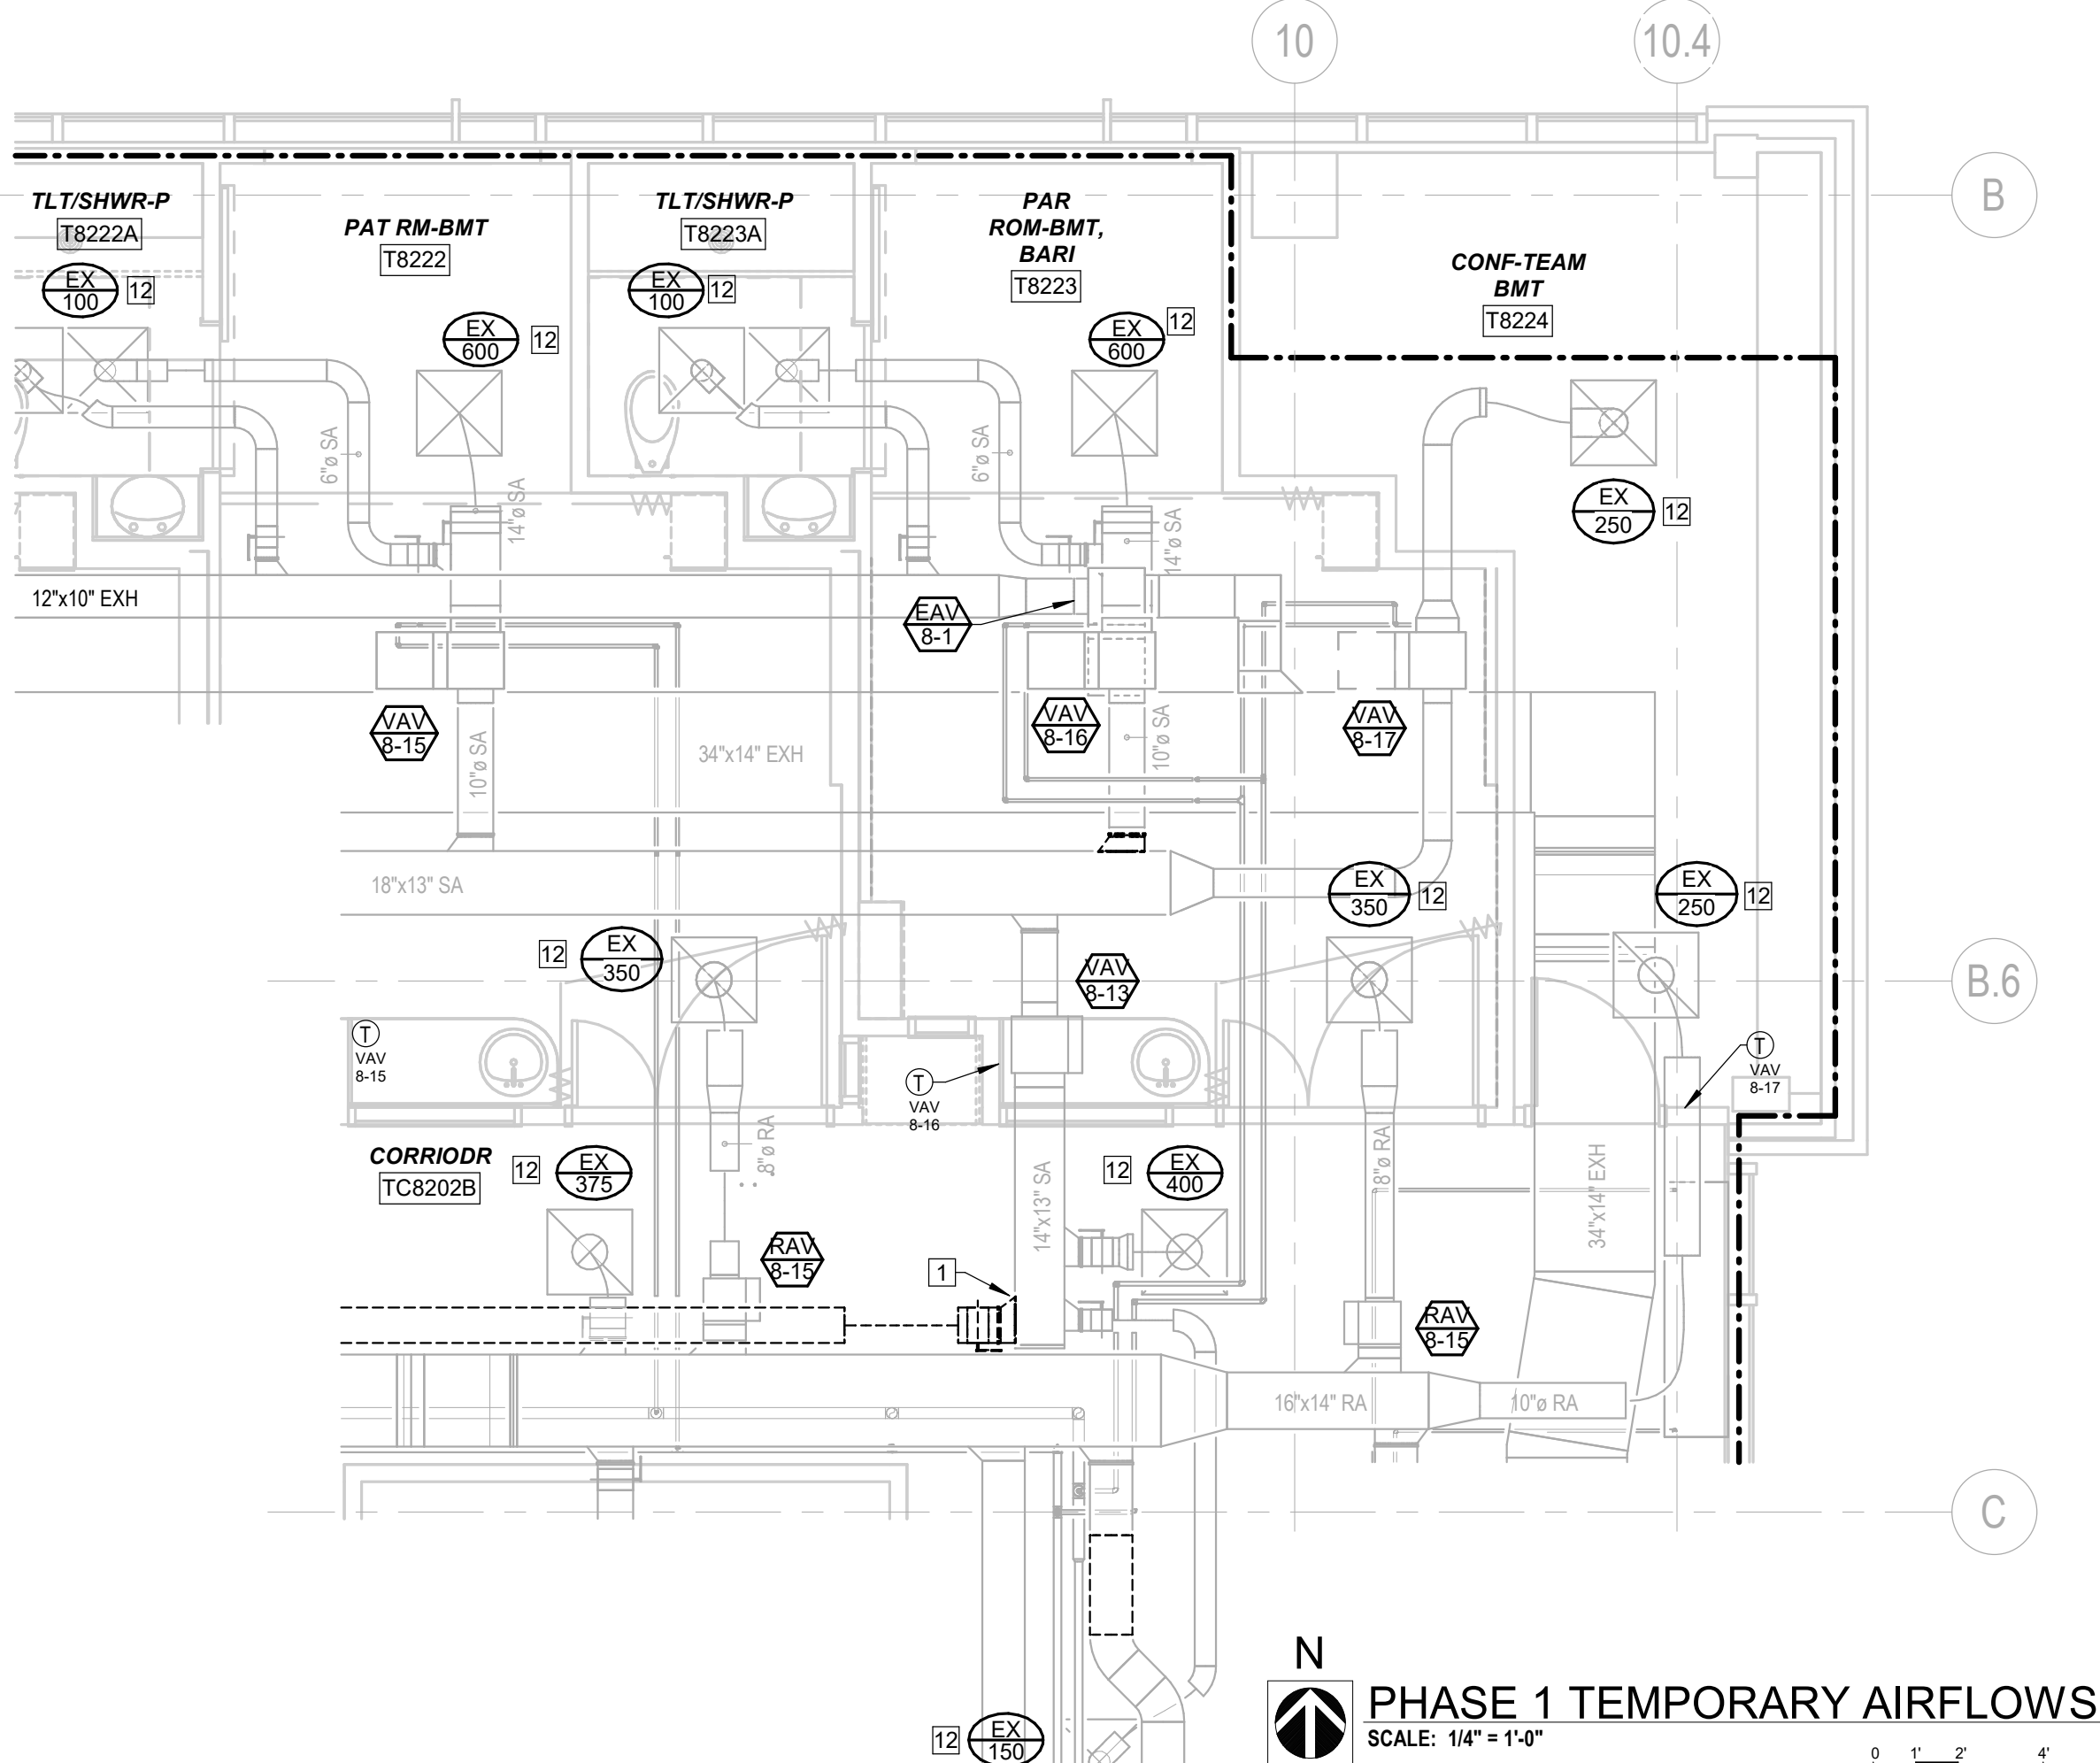 10
10.4
B
TLT/SHWR-P
T8222A
EX
100
12
PAT RM-BMT
T8222
EX
600
12
TLT/SHWR-P
T8223A
EX
100
12
PAR
ROM-BMT,
BARI
T8223
EX
600
12
CONF-TEAM
BMT
T8224
EX
250
12
6"ø SA
14"ø SA
6"ø SA
14"ø SA
12"x10" EXH
EAV
8-1
VAV
8-15
10"ø SA
34"x14" EXH
VAV
8-16
10"ø SA
VAV
8-17
18"x13" SA
EX
350
12
EX
250
12
12
EX
350
VAV
8-13
B.6
T
VAV
8-15
T
VAV
8-16
T
VAV
8-17
CORRIODR
TC8202B
12
EX
375
8"ø RA
14"x13" SA
12
EX
400
8"ø RA
34"x14" EXH
RAV
8-15
1
RAV
8-15
16"x14" RA
10"ø RA
C
12
EX
150
N
PHASE 1 TEMPORARY AIRFLOWS
SCALE: 1/4" = 1'-0"
0 1' 2' 4'